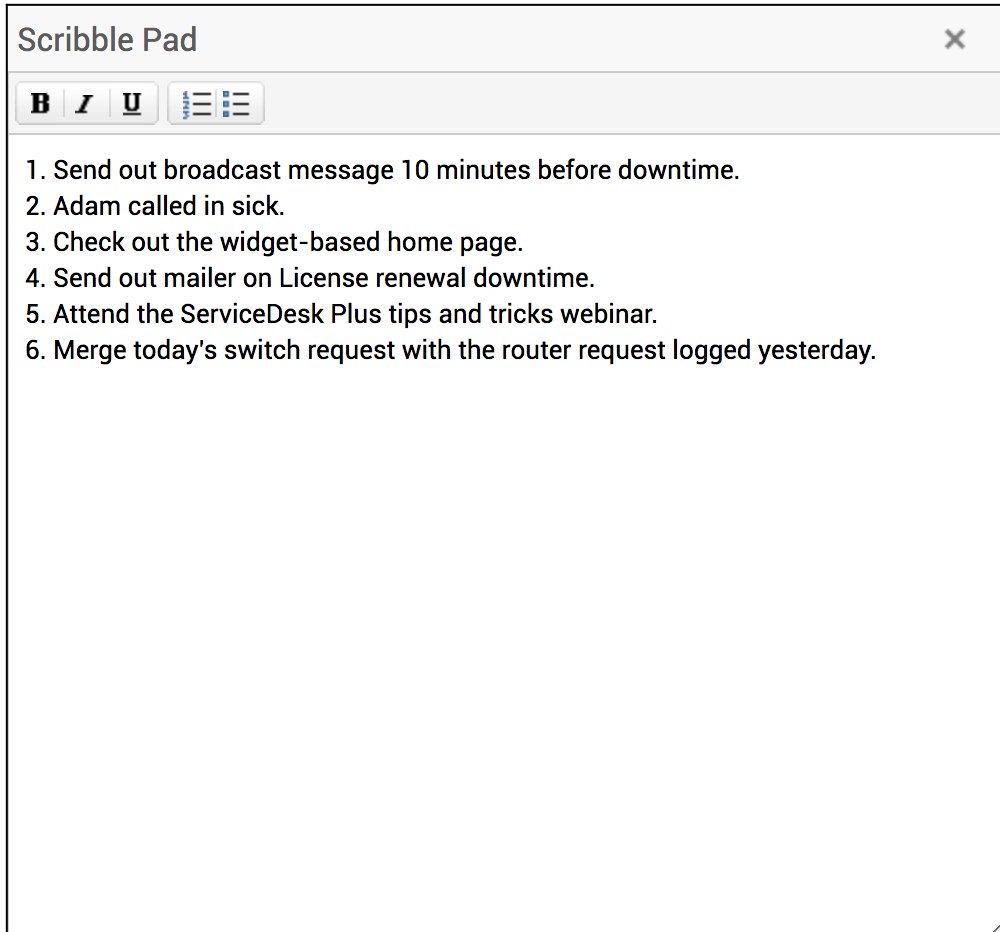 Scribble Pad
B I U
1. Send out broadcast message 10 minutes before downtime.
2. Adam called in sick.
3. Check out the widget-based home page.
4. Send out mailer on License renewal downtime.
5. Attend the ServiceDesk Plus tips and tricks webinar.
6. Merge today's switch request with the router request logged yesterday.